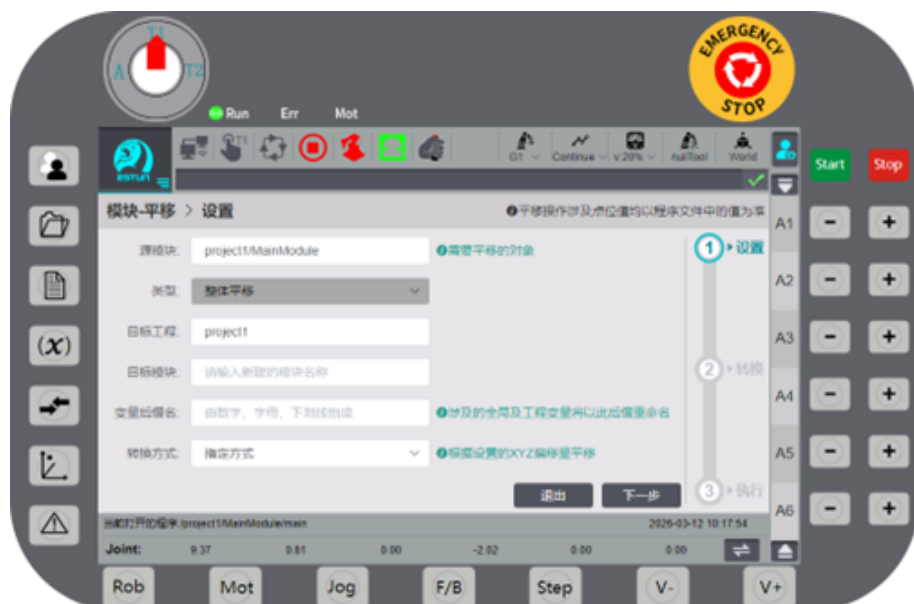 T1
A
T2
EMERGENCY
STOP
Run Err Mot
T1
G1 Continue v 20% nullTool World
ESTUN
Start Stop
模块-平移 > 设置
平移操作涉及点位值均以程序文件中的值为准
源模块: project1/MainModule 需要平移的对象
1 设置
类型: 整体平移
目标工程: project1
目标模块: 请输入新建的模块名称
2 转换
变量后缀名: 由数字、字母、下划线组成 涉及的全局及工程变量将以此后缀重命名
转换方式: 指定方式 根据设置的XYZ偏移量平移
退出 下一步
3 执行
A1 - +
A2 - +
A3 - +
A4 - +
A5 - +
A6 - +
(x)
当前打开的程序:/project1/MainModule/main 2026-03-12 10:17:54
Joint: 9.37 0.81 0.00 -2.02 0.00 0.00
Rob Mot Jog F/B Step V- V+